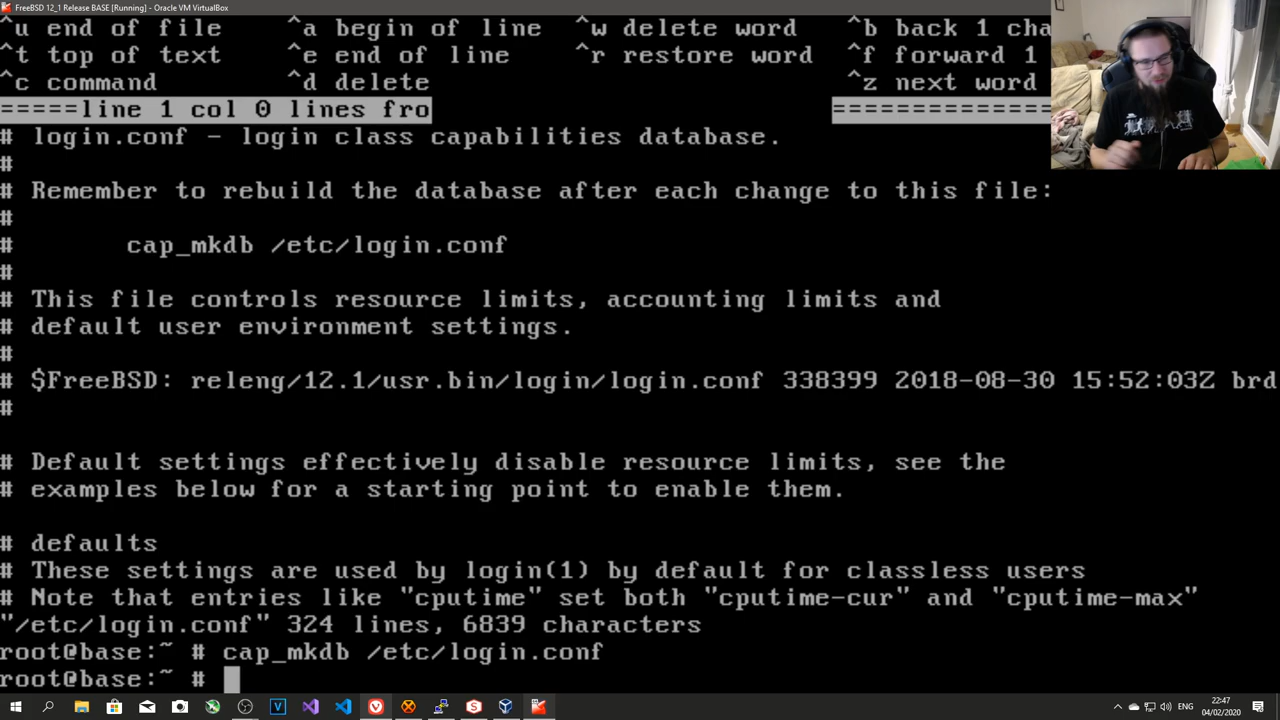 FreeBSD 12_1 Release BASE [Running] - Oracle VM VirtualBox
^u end of file ^a begin of line ^w delete word ^b back 1 cha
^t top of text ^e end of line ^r restore word ^f forward 1
^c command ^d delete ^z next word
=====line 1 col 0 lines fro ==============
# login.conf - login class capabilities database.
#
# Remember to rebuild the database after each change to this file:
#
# cap_mkdb /etc/login.conf
#
# This file controls resource limits, accounting limits and
# default user environment settings.
#
# $FreeBSD: releng/12.1/usr.bin/login/login.conf 338399 2018-08-30 15:52:03Z brd
#
# Default settings effectively disable resource limits, see the
# examples below for a starting point to enable them.
# defaults
# These settings are used by login(1) by default for classless users
# Note that entries like "cputime" set both "cputime-cur" and "cputime-max"
"/etc/login.conf" 324 lines, 6839 characters
root@base:~ # cap_mkdb /etc/login.conf
root@base:~ #
ENG
22:47
04/02/2020